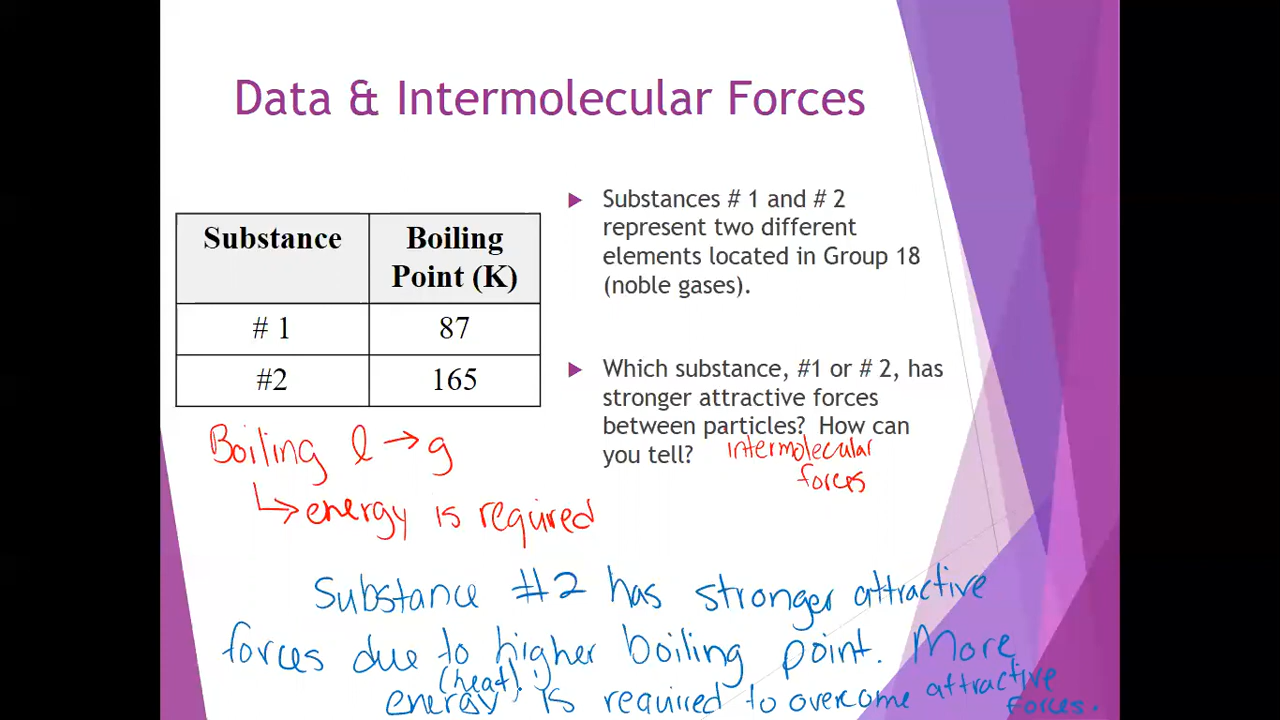 Data & Intermolecular Forces
Substance Boiling Point (K)
# 1 87
#2 165
Substances # 1 and # 2
represent two different
elements located in Group 18
(noble gases).
Which substance, #1 or # 2, has
stronger attractive forces
between particles? How can
you tell? intermolecular
forces
Boiling l → g
↳ energy is required
Substance #2 has stronger attractive
forces due to higher boiling point. More
(heat)
energy is required to overcome attractive
forces.